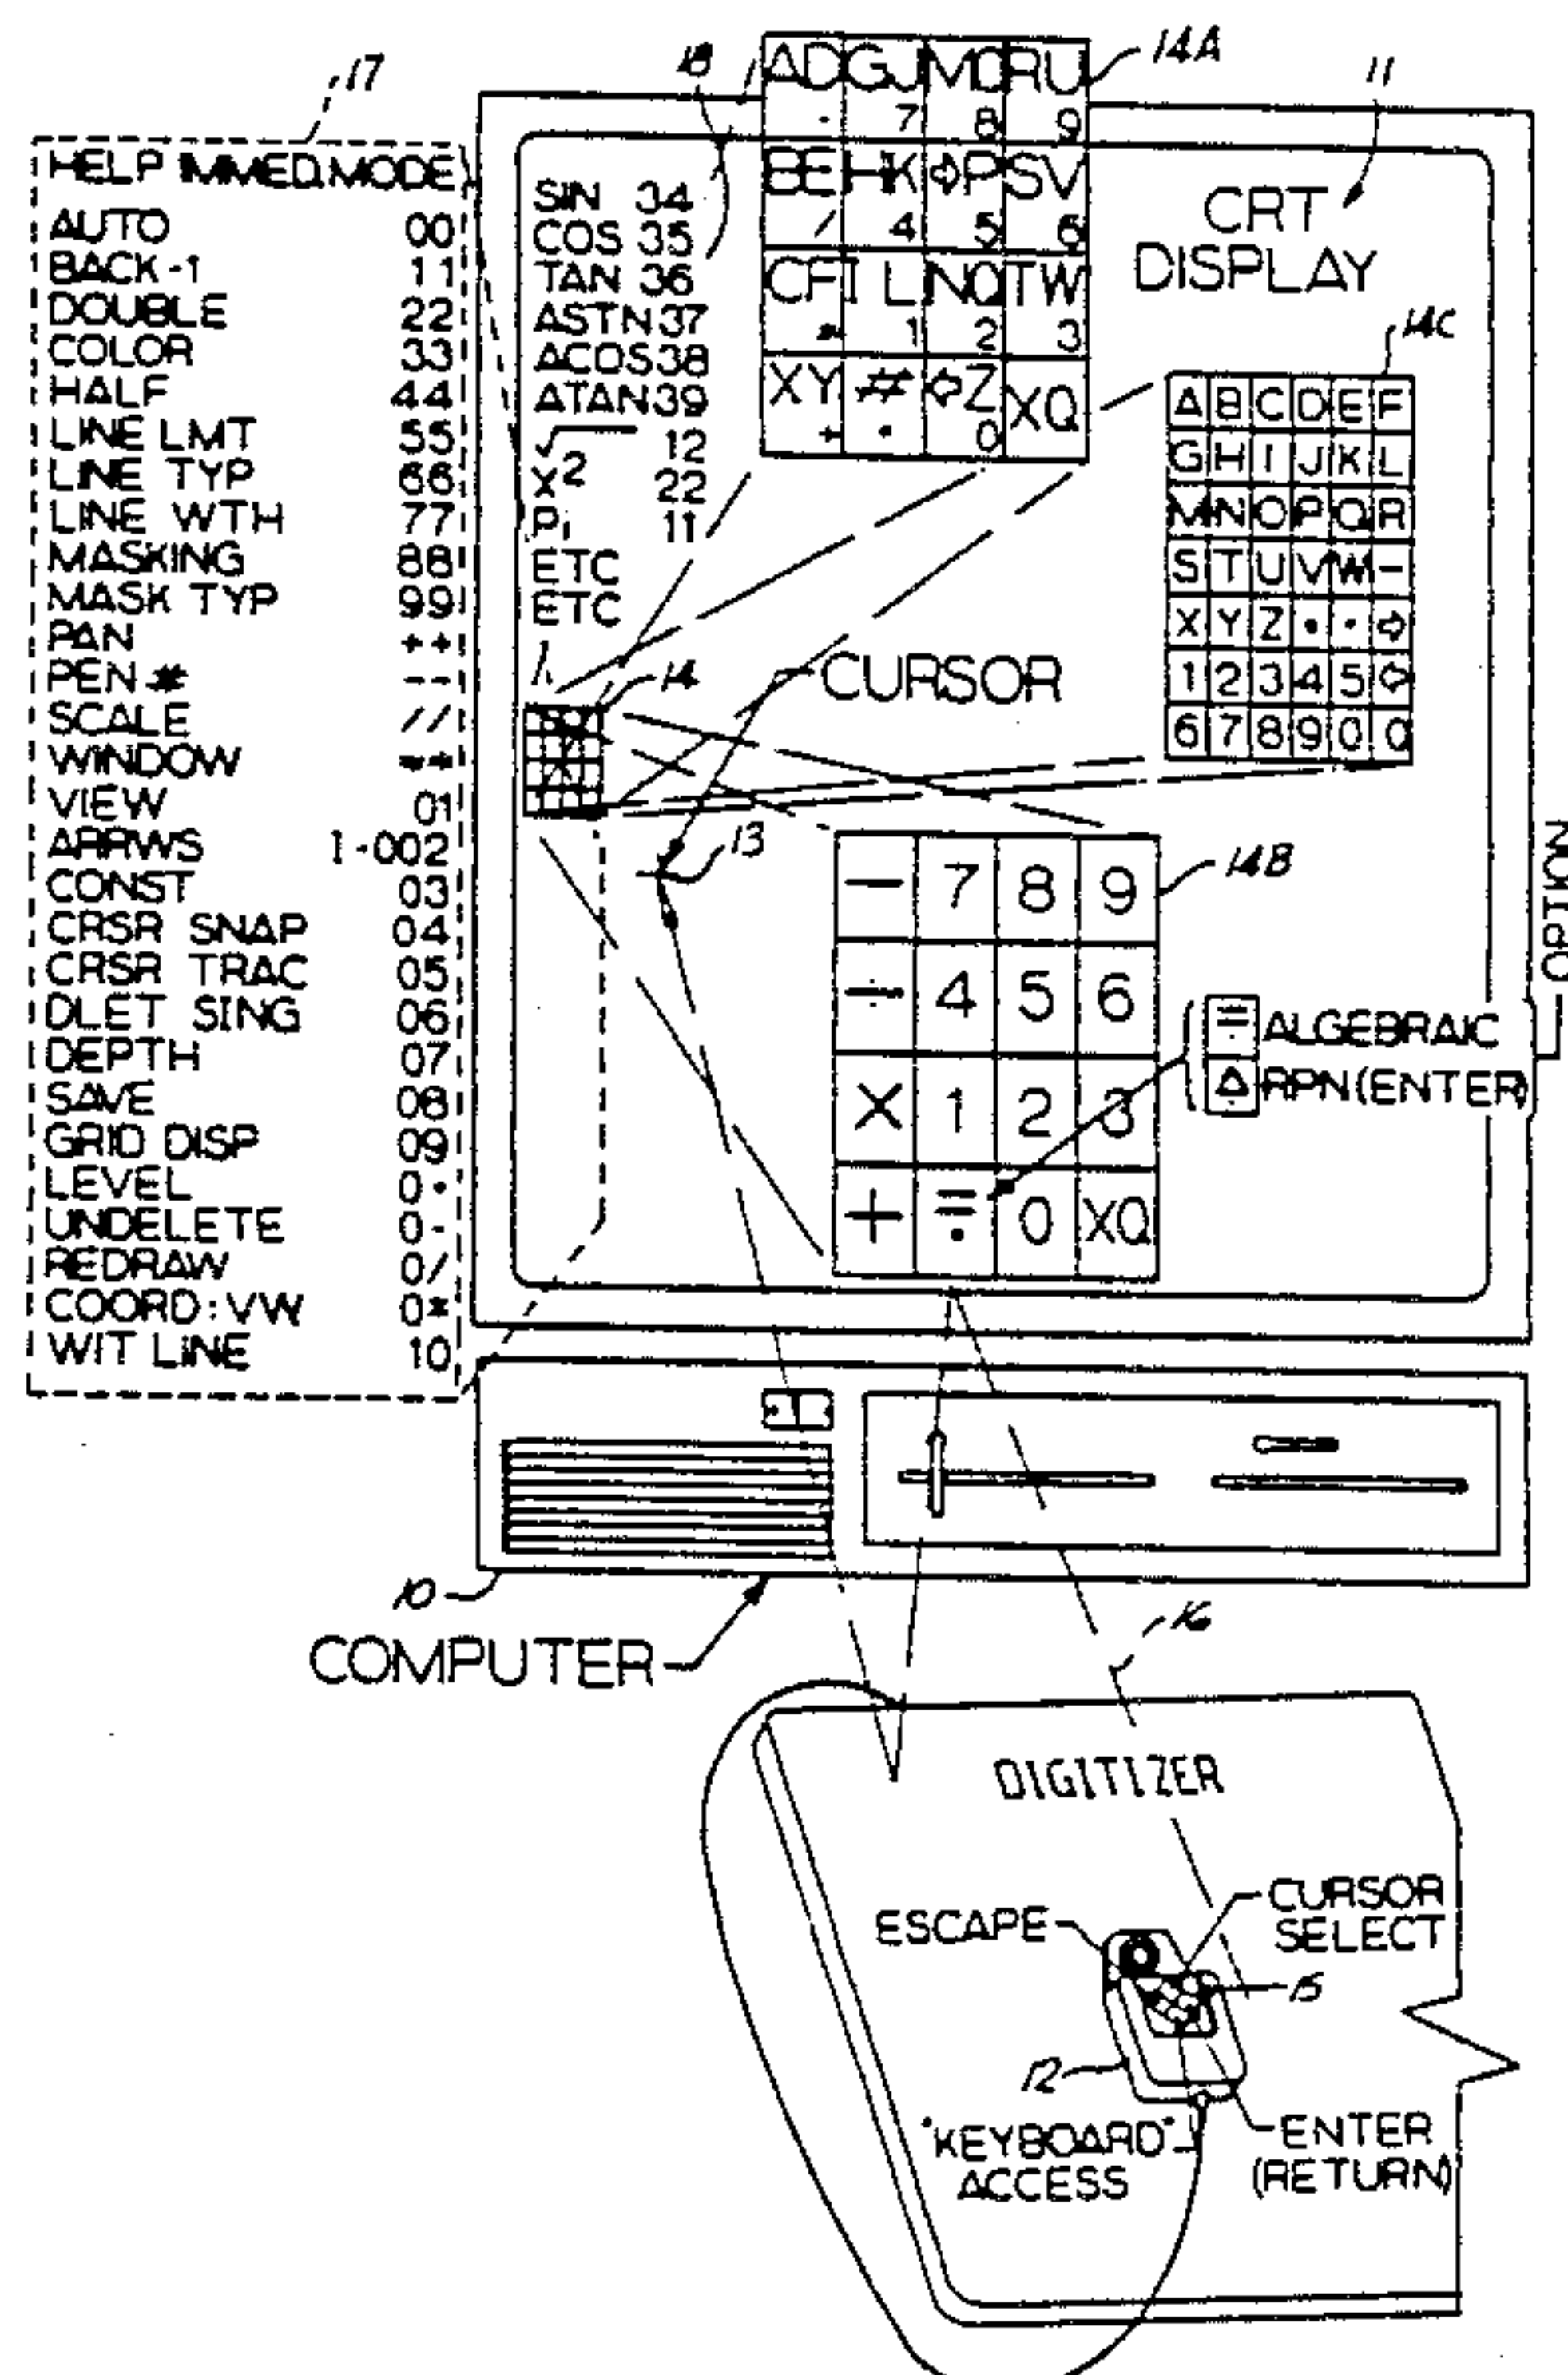 17
HELP IMMED. MODE
AUTO 00
BACK-1 11
DOUBLE 22
COLOR 33
HALF 44
LINE LMT 55
LINE TYP 66
LINE WTH 77
MASKING 88
MASK TYP 99
PAN ++
PEN # --
SCALE //
WINDOW **
VIEW 01
ARRWS 1-002
CONST 03
CRSR SNAP 04
CRSR TRAC 05
DLET SING 06
DEPTH 07
SAVE 08
GRID DISP 09
LEVEL 0•
UNDELETE 0-
REDRAW 0/
COORD:VW 0*
WIT LINE 10
18
SIN 34
COS 35
TAN 36
ASTN 37
ACOS 38
ATAN 39
√ 12
X² 22
PI 11
ETC
ETC
14A
AD GJ MO RU
- 7 8 9
BE HK ⇨P SV
/ 4 5 6
CF IL NQ TW
* 1 2 3
XY # ⇦Z XQ
+ • 0
11
CRT
DISPLAY
14C
A B C D E F
G H I J K L
M N O P Q R
S T U V W -
X Y Z • • ⇨
1 2 3 4 5 ⇦
6 7 8 9 0 Q
14
CURSOR
13
14B
— 7 8 9
÷ 4 5 6
X 1 2 3
+ = • 0 XQ
= • ALGEBRAIC
Δ • RPN (ENTER)
OPTION
10
COMPUTER
16
DIGITIZER
ESCAPE
CURSOR
SELECT
15
12
"KEYBOARD"
ACCESS
ENTER
(RETURN)